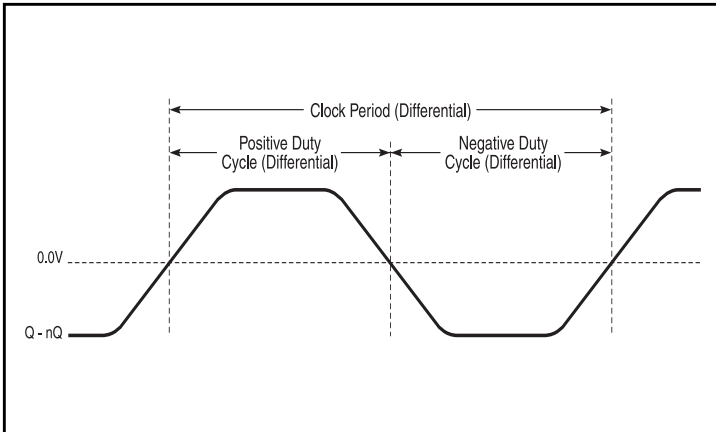 Clock Period (Differential)
Positive Duty
Cycle (Differential)
Negative Duty
Cycle (Differential)
0.0V
Q - nQ